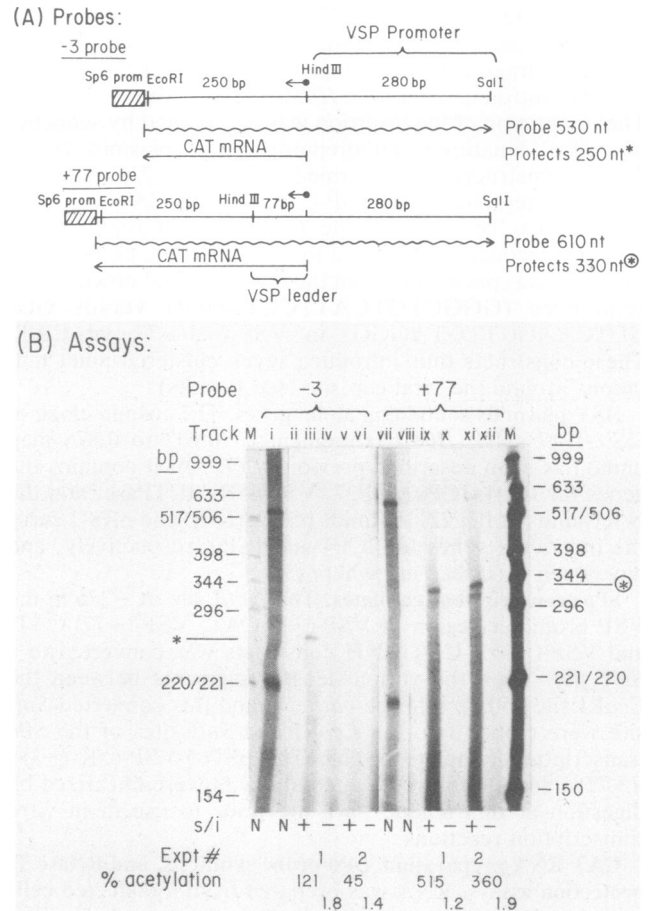 (A) Probes:
VSP Promoter
-3 probe
Hind III
Sp6 prom EcoRI 250 bp 280 bp Sal I
Probe 530 nt
CAT mRNA Protects 250 nt*
+77 probe
Sp6 prom EcoRI 250 bp Hind III 77bp 280 bp Sal I
Probe 610 nt
CAT mRNA Protects 330 nt⊛
VSP leader
(B) Assays:
Probe -3 +77
Track M i ii iii iv v vi vii viii ix x xi xii M bp
bp 999 – – 999
633 – – 633
517/506 – – 517/506
398 – – 398
344 – – 344
⊛
296 – – 296
*
220/221 – – 221/220
154 – – 150
s/i N N + – + – N N + – + –
Expt # 1 2 1 2
% acetylation 121 45 515 360
1.8 1.4 1.2 1.9